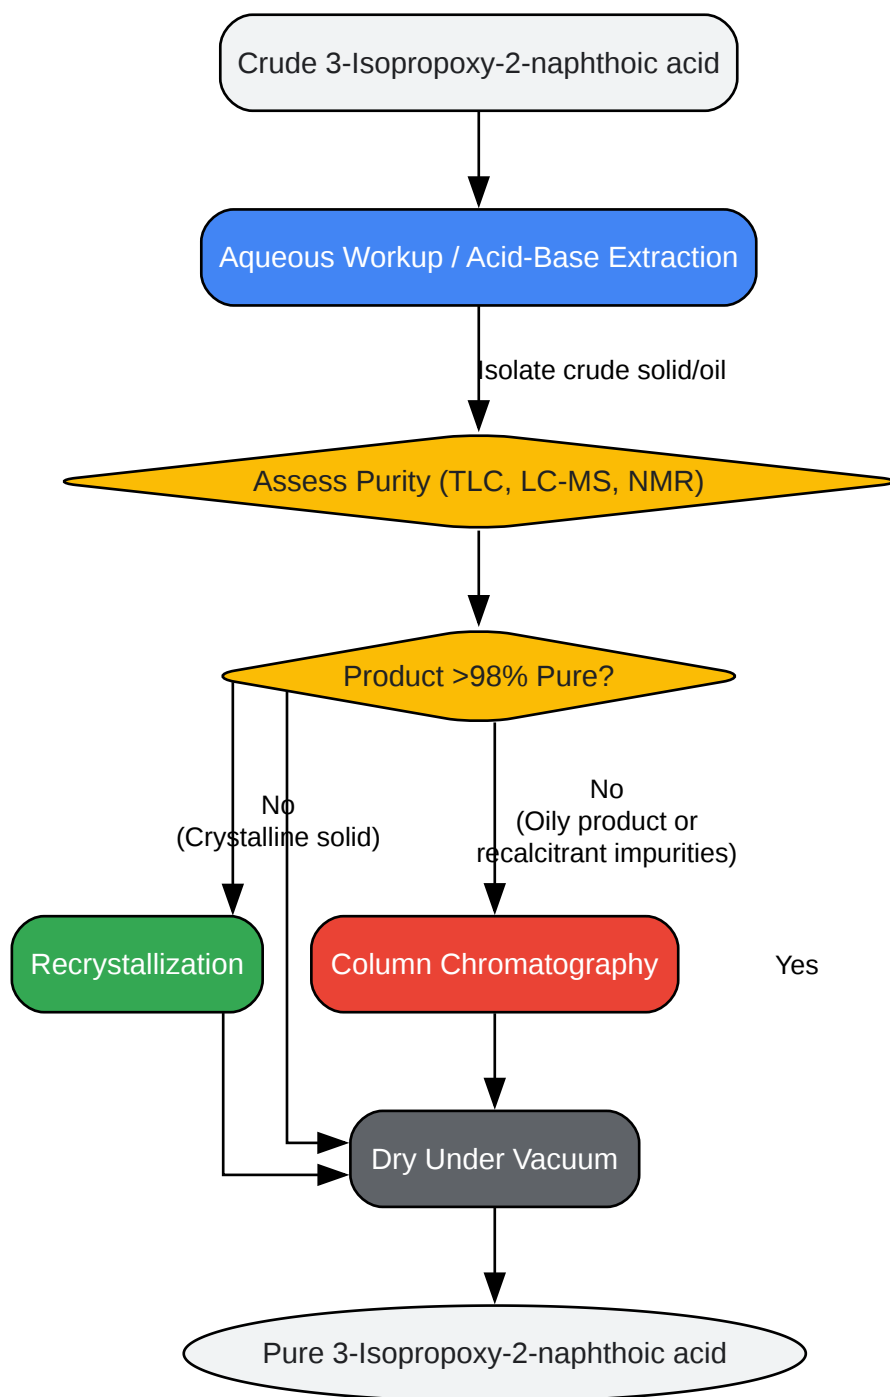 Crude 3-Isopropoxy-2-naphthoic acid
Aqueous Workup / Acid-Base Extraction
Isolate crude solid/oil
Assess Purity (TLC, LC-MS, NMR)
Product >98% Pure?
No
(Crystalline solid)
No
(Oily product or
recalcitrant impurities)
Recrystallization
Column Chromatography
Yes
Dry Under Vacuum
Pure 3-Isopropoxy-2-naphthoic acid